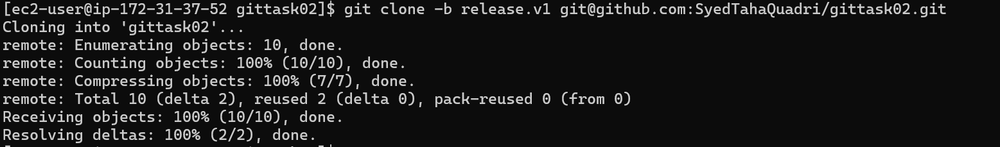 [ec2-user@ip-172-31-37-52 gittask02]$ git clone -b release.v1 git@github.com:SyedTahaQuadri/gittask02.git
Cloning into 'gittask02'...
remote: Enumerating objects: 10, done.
remote: Counting objects: 100% (10/10), done.
remote: Compressing objects: 100% (7/7), done.
remote: Total 10 (delta 2), reused 2 (delta 0), pack-reused 0 (from 0)
Receiving objects: 100% (10/10), done.
Resolving deltas: 100% (2/2), done.